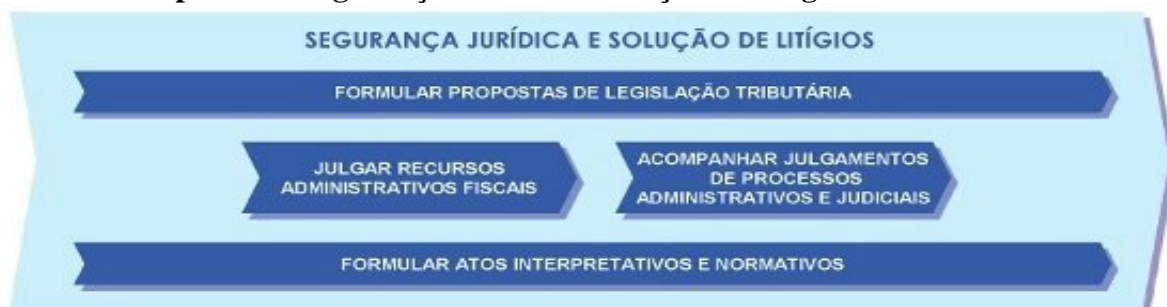 SEGURANÇA JURÍDICA E SOLUÇÃO DE LITÍGIOS
FORMULAR PROPOSTAS DE LEGISLAÇÃO TRIBUTÁRIA
JULGAR RECURSOS
ADMINISTRATIVOS FISCAIS
ACOMPANHAR JULGAMENTOS
DE PROCESSOS
ADMINISTRATIVOS E JUDICIAIS
FORMULAR ATOS INTERPRETATIVOS E NORMATIVOS